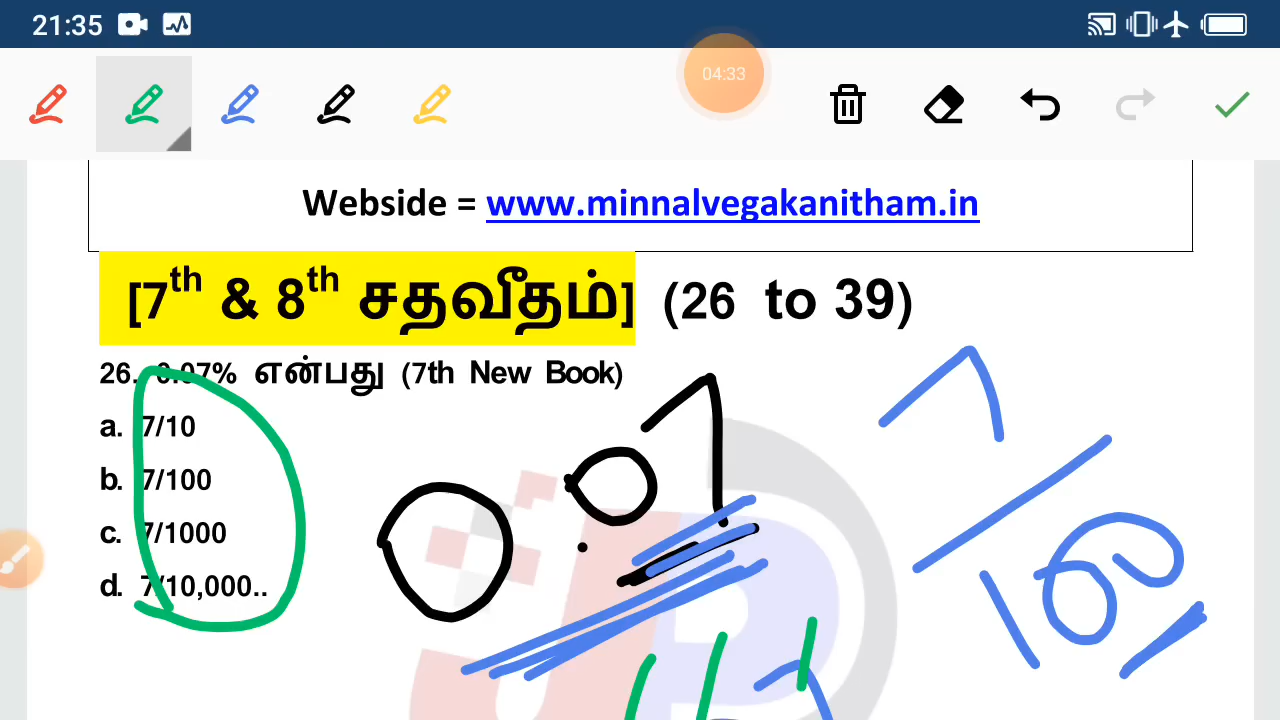 21:35
04:33
Webside = www.minnalvegakanitham.in
[7th & 8th சதவீதம்] (26 to 39)
26. 0.07% என்பது (7th New Book)
a. 7/10
b. 7/100
c. 7/1000
d. 7/10,000..
0.07
7/100